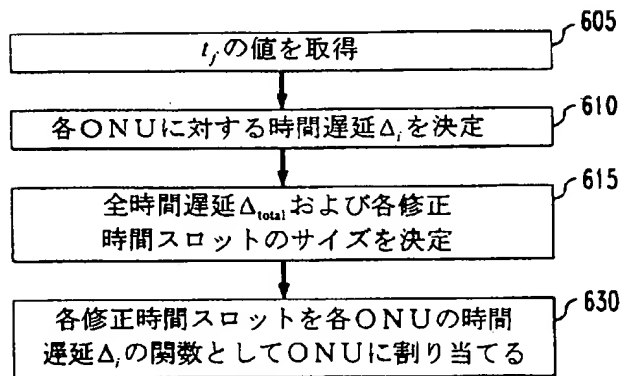 605
t_jの値を取得
610
各ONUに対する時間遅延Δ_iを決定
615
全時間遅延Δ_totalおよび各修正
時間スロットのサイズを決定
630
各修正時間スロットを各ONUの時間
遅延Δ_iの関数としてONUに割り当てる